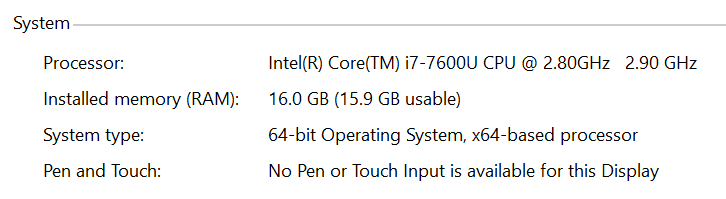 System
Processor: Intel(R) Core(TM) i7-7600U CPU @ 2.80GHz 2.90 GHz
Installed memory (RAM): 16.0 GB (15.9 GB usable)
System type: 64-bit Operating System, x64-based processor
Pen and Touch: No Pen or Touch Input is available for this Display